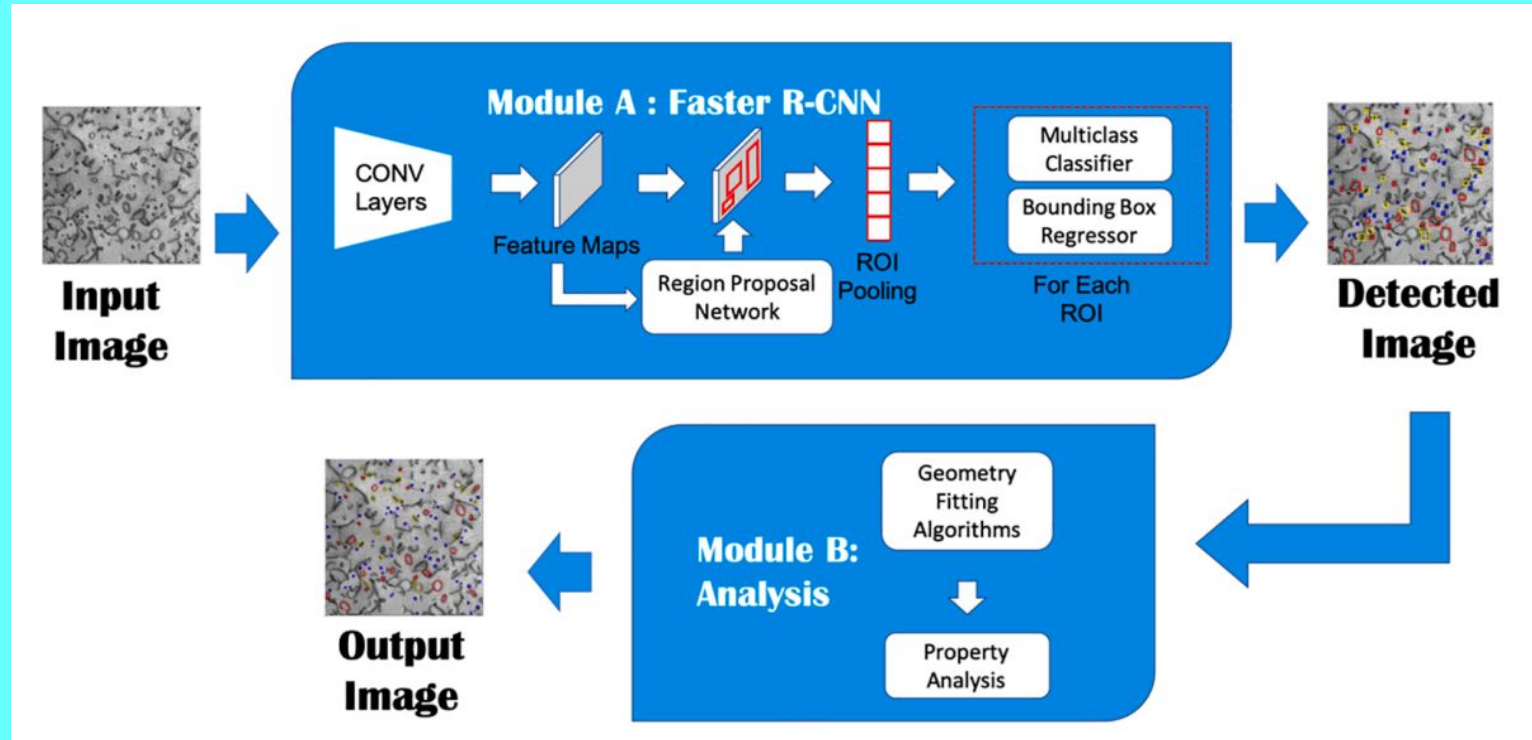 Module A : Faster R-CNN
Input
Image
CONV
Layers
Feature Maps
Region Proposal
Network
ROI
Pooling
Multiclass
Classifier
Bounding Box
Regressor
For Each
ROI
Detected
Image
Module B:
Analysis
Geometry
Fitting
Algorithms
Property
Analysis
Output
Image